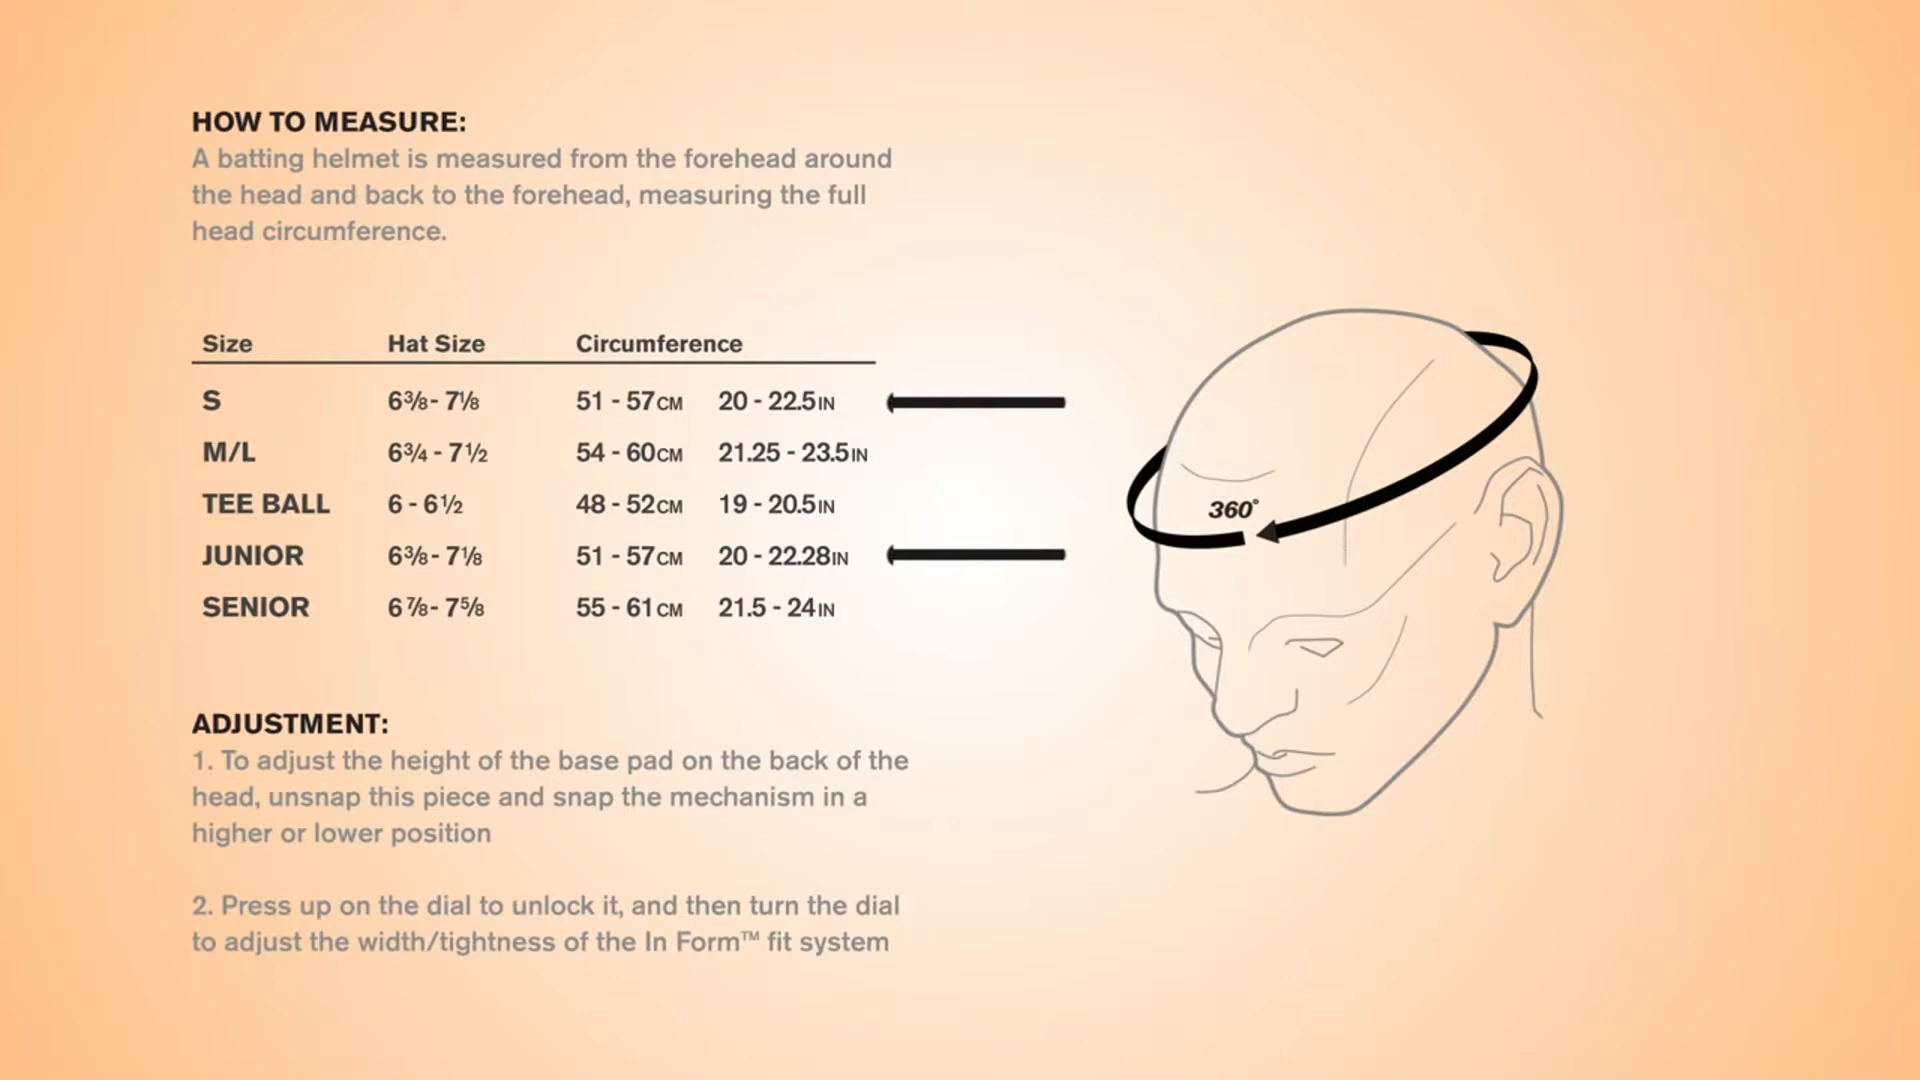 HOW TO MEASURE:
A batting helmet is measured from the forehead around
the head and back to the forehead, measuring the full
head circumference.
Size Hat Size Circumference
S 6⅜- 7⅛ 51 - 57CM 20 - 22.5IN
M/L 6¾ - 7½ 54 - 60CM 21.25 - 23.5IN
TEE BALL 6 - 6½ 48 - 52CM 19 - 20.5IN
JUNIOR 6⅜- 7⅛ 51 - 57CM 20 - 22.28IN
SENIOR 6⅞- 7⅝ 55 - 61CM 21.5 - 24IN
360°
ADJUSTMENT:
1. To adjust the height of the base pad on the back of the
head, unsnap this piece and snap the mechanism in a
higher or lower position
2. Press up on the dial to unlock it, and then turn the dial
to adjust the width/tightness of the In Form™ fit system